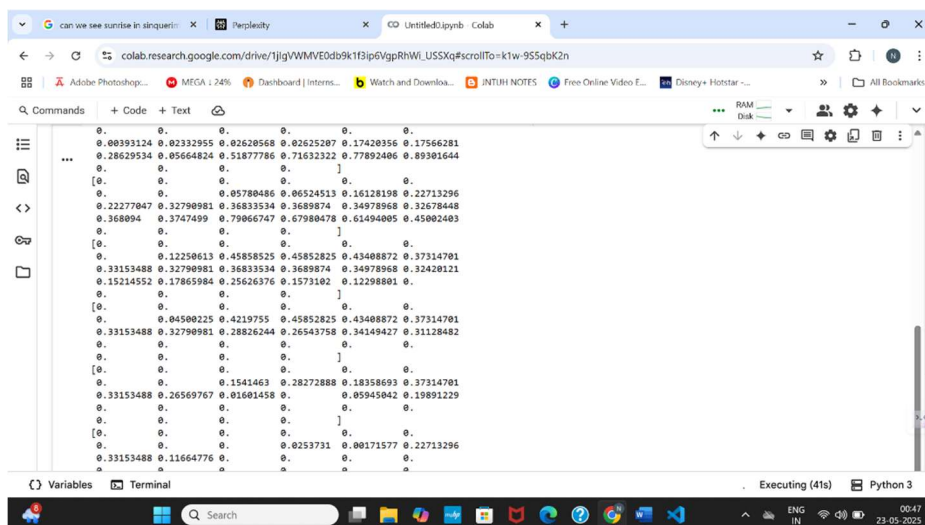 can we see sunrise in sinquerim
Perplexity
Untitled0.ipynb - Colab
colab.research.google.com/drive/1jIgVWMVE0db9k1f3ip6VgpRhWi_USSXq#scrollTo=k1w-9S5qbK2n
Adobe Photoshop:... MEGA ↓ 24% Dashboard | Interns... Watch and Downloa... JNTUH NOTES Free Online Video E... Disney+ Hotstar -... » All Bookmarks
Commands + Code + Text RAM Disk
0. 0. 0. 0. 0. 0.
0.00393124 0.02332955 0.02620568 0.02625207 0.17420356 0.17566281
0.28629534 0.05664824 0.51877786 0.71632322 0.77892406 0.89301644
0. 0. 0. 0. ]
[0. 0. 0. 0. 0. 0.
0. 0. 0.05780486 0.06524513 0.16128198 0.22713296
0.22277047 0.32790981 0.36833534 0.3689874 0.34978968 0.32678448
0.368094 0.3747499 0.79066747 0.67980478 0.61494005 0.45002403
0. 0. 0. 0. ]
[0. 0. 0. 0. 0. 0.
0. 0.12250613 0.45858525 0.45852825 0.43408872 0.37314701
0.33153488 0.32790981 0.36833534 0.3689874 0.34978968 0.32420121
0.15214552 0.17865984 0.25626376 0.1573102 0.12298801 0.
0. 0. 0. 0. ]
[0. 0. 0. 0. 0. 0.
0. 0.04500225 0.4219755 0.45852825 0.43408872 0.37314701
0.33153488 0.32790981 0.28826244 0.26543758 0.34149427 0.31128482
0. 0. 0. 0. 0. 0.
0. 0. 0. 0. ]
[0. 0. 0. 0. 0. 0.
0. 0. 0.1541463 0.28272888 0.18358693 0.37314701
0.33153488 0.26569767 0.01601458 0. 0.05945042 0.19891229
0. 0. 0. 0. 0. 0.
0. 0. 0. 0. ]
[0. 0. 0. 0. 0. 0.
0. 0. 0. 0.0253731 0.00171577 0.22713296
0.33153488 0.11664776 0. 0. 0. 0.
Variables Terminal Executing (41s) Python 3
Search ENG IN 00:47 23-05-2025